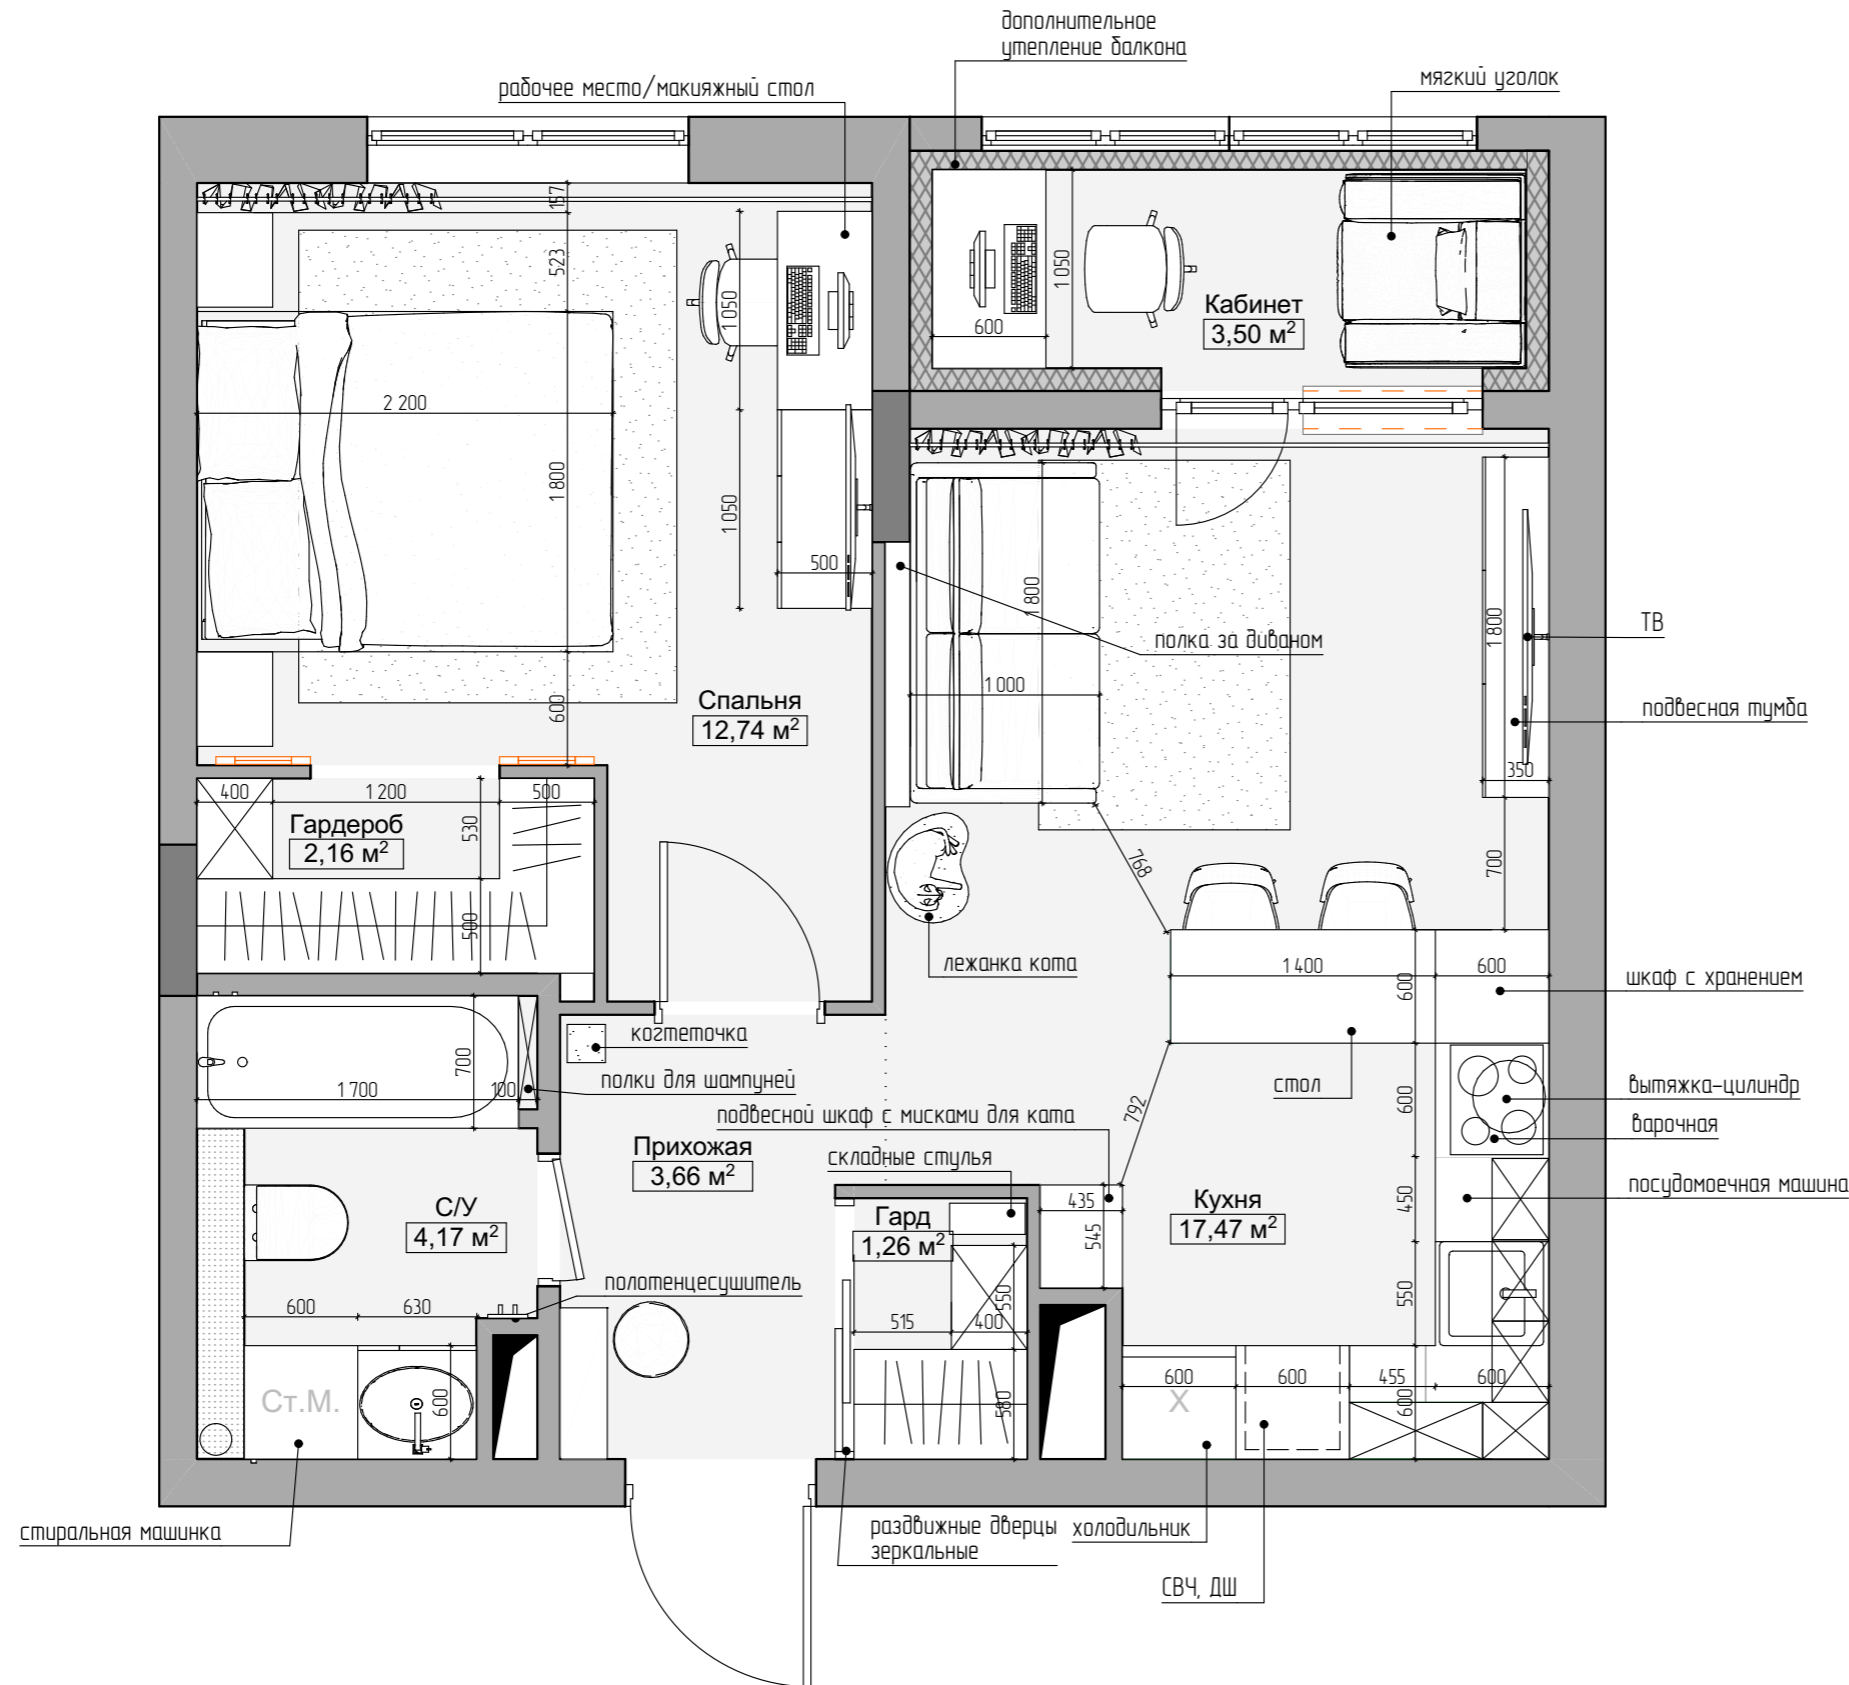 дополнительное
утепление балкона
мягкий уголок
рабочее место/макияжный стол
157
523
1 050
1 050
Кабинет
3,50 м²
600
2 200
1 800
1 050
500
1 800
1 800
ТВ
полка за диваном
1 000
подвесная тумба
Спальня
12,74 м²
600
350
400
1 200
500
Гардероб
2,16 м²
530
768
700
500
лежанка кота
1 400
600
600
шкаф с хранением
когтеточка
700
полки для шампуней
1 700
100
стол
600
вытяжка-цилиндр
варочная
подвесной шкаф с мисками для ката
792
Прихожая
3,66 м²
складные стулья
посудомоечная машина
450
435
545
Кухня
17,47 м²
С/У
4,17 м²
Гард
1,26 м²
полотенцесушитель
550
550
600
630
515
400
600
600
455
600
Ст.М.
600
580
Х
600
стиральная машинка
раздвижные дверцы
зеркальные
холодильник
СВЧ, ДШ